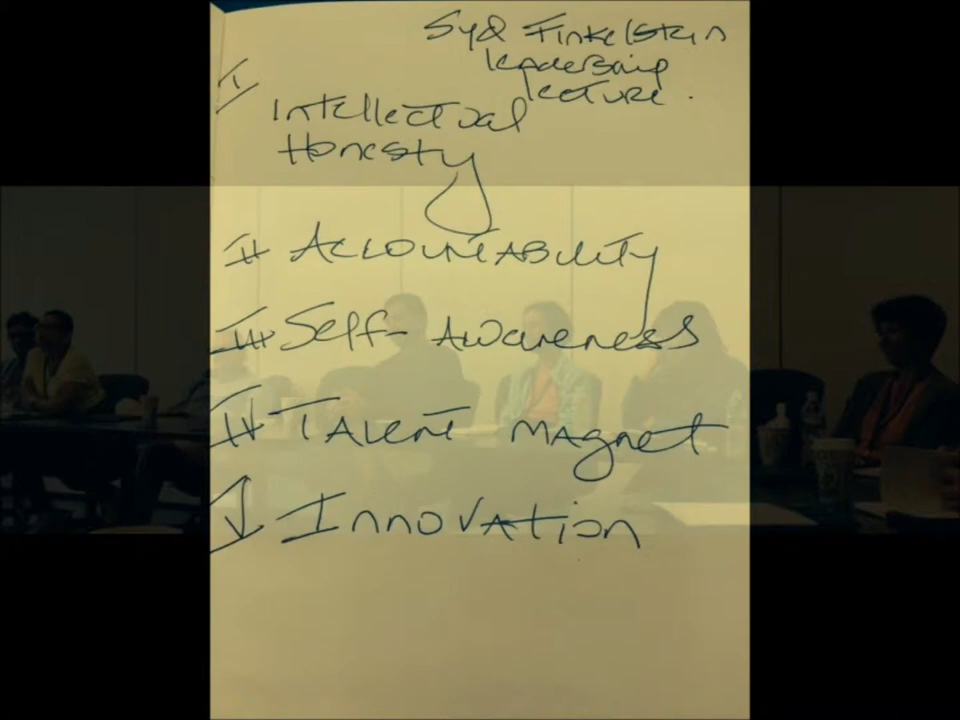 Syd Finkelstein
leadership
lecture.
I
Intellectual
Honesty
II Accountability
III Self-Awareness
IV Talent magnet
V Innovation